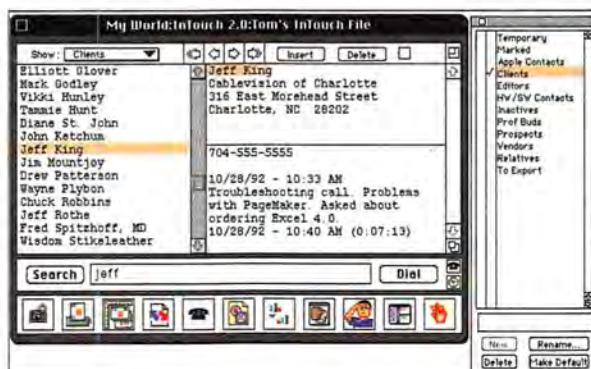 My World:InTouch 2.0:Tom's InTouch File
Show: Clients
Insert
Delete
Elliott Glover
Mark Godley
Vikki Hunley
Tammie Hunt
Diane St. John
John Ketchum
Jeff King
Jim Mountjoy
Drew Patterson
Wayne Plybon
Chuck Robbins
Jeff Rothe
Fred Spitzhoff, MD
Wisdom Stikeleather
Jeff King
Cablevision of Charlotte
316 East Morehead Street
Charlotte, NC 28202
704-555-5555
10/28/92 - 10:33 AM
Troubleshooting call. Problems
with PageMaker. Asked about
ordering Excel 4.0.
10/28/92 - 10:40 AM (0:07:13)
Search
jeff
Dial
Temporary
Marked
Apple Contacts
✓ Clients
Editors
HW/SW Contacts
Inactives
Prof Buds
Prospects
Vendors
Relatives
To Export
New
Rename...
Delete
Make Default